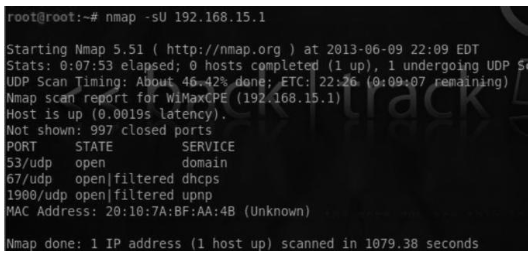 root@root:~# nmap -sU 192.168.15.1
Starting Nmap 5.51 ( http://nmap.org ) at 2013-06-09 22:09 EDT
Stats: 0:07:53 elapsed; 0 hosts completed (1 up), 1 undergoing UDP
UDP Scan Timing: About 46.42% done; ETC: 22:26 (0:09:07 remaining)
Nmap scan report for WiMaxCPE (192.168.15.1)
Host is up (0.0019s latency).
Not shown: 997 closed ports
PORT STATE SERVICE
53/udp open domain
67/udp open|filtered dhcps
1900/udp open|filtered upnp
MAC Address: 20:10:7A:BF:AA:4B (Unknown)
Nmap done: 1 IP address (1 host up) scanned in 1079.38 seconds
<< back | track 5